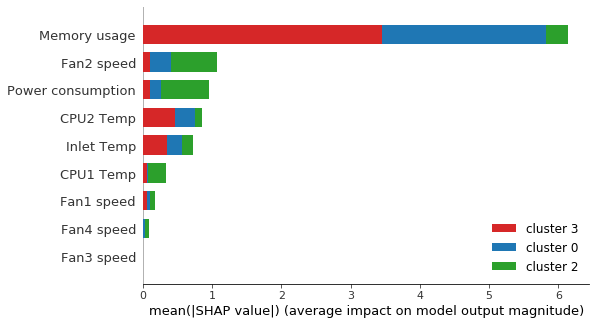 Memory usage
Fan2 speed
Power consumption
CPU2 Temp
Inlet Temp
CPU1 Temp
Fan1 speed
Fan4 speed
Fan3 speed
cluster 3
cluster 0
cluster 2
0 1 2 3 4 5 6
mean(|SHAP value|) (average impact on model output magnitude)